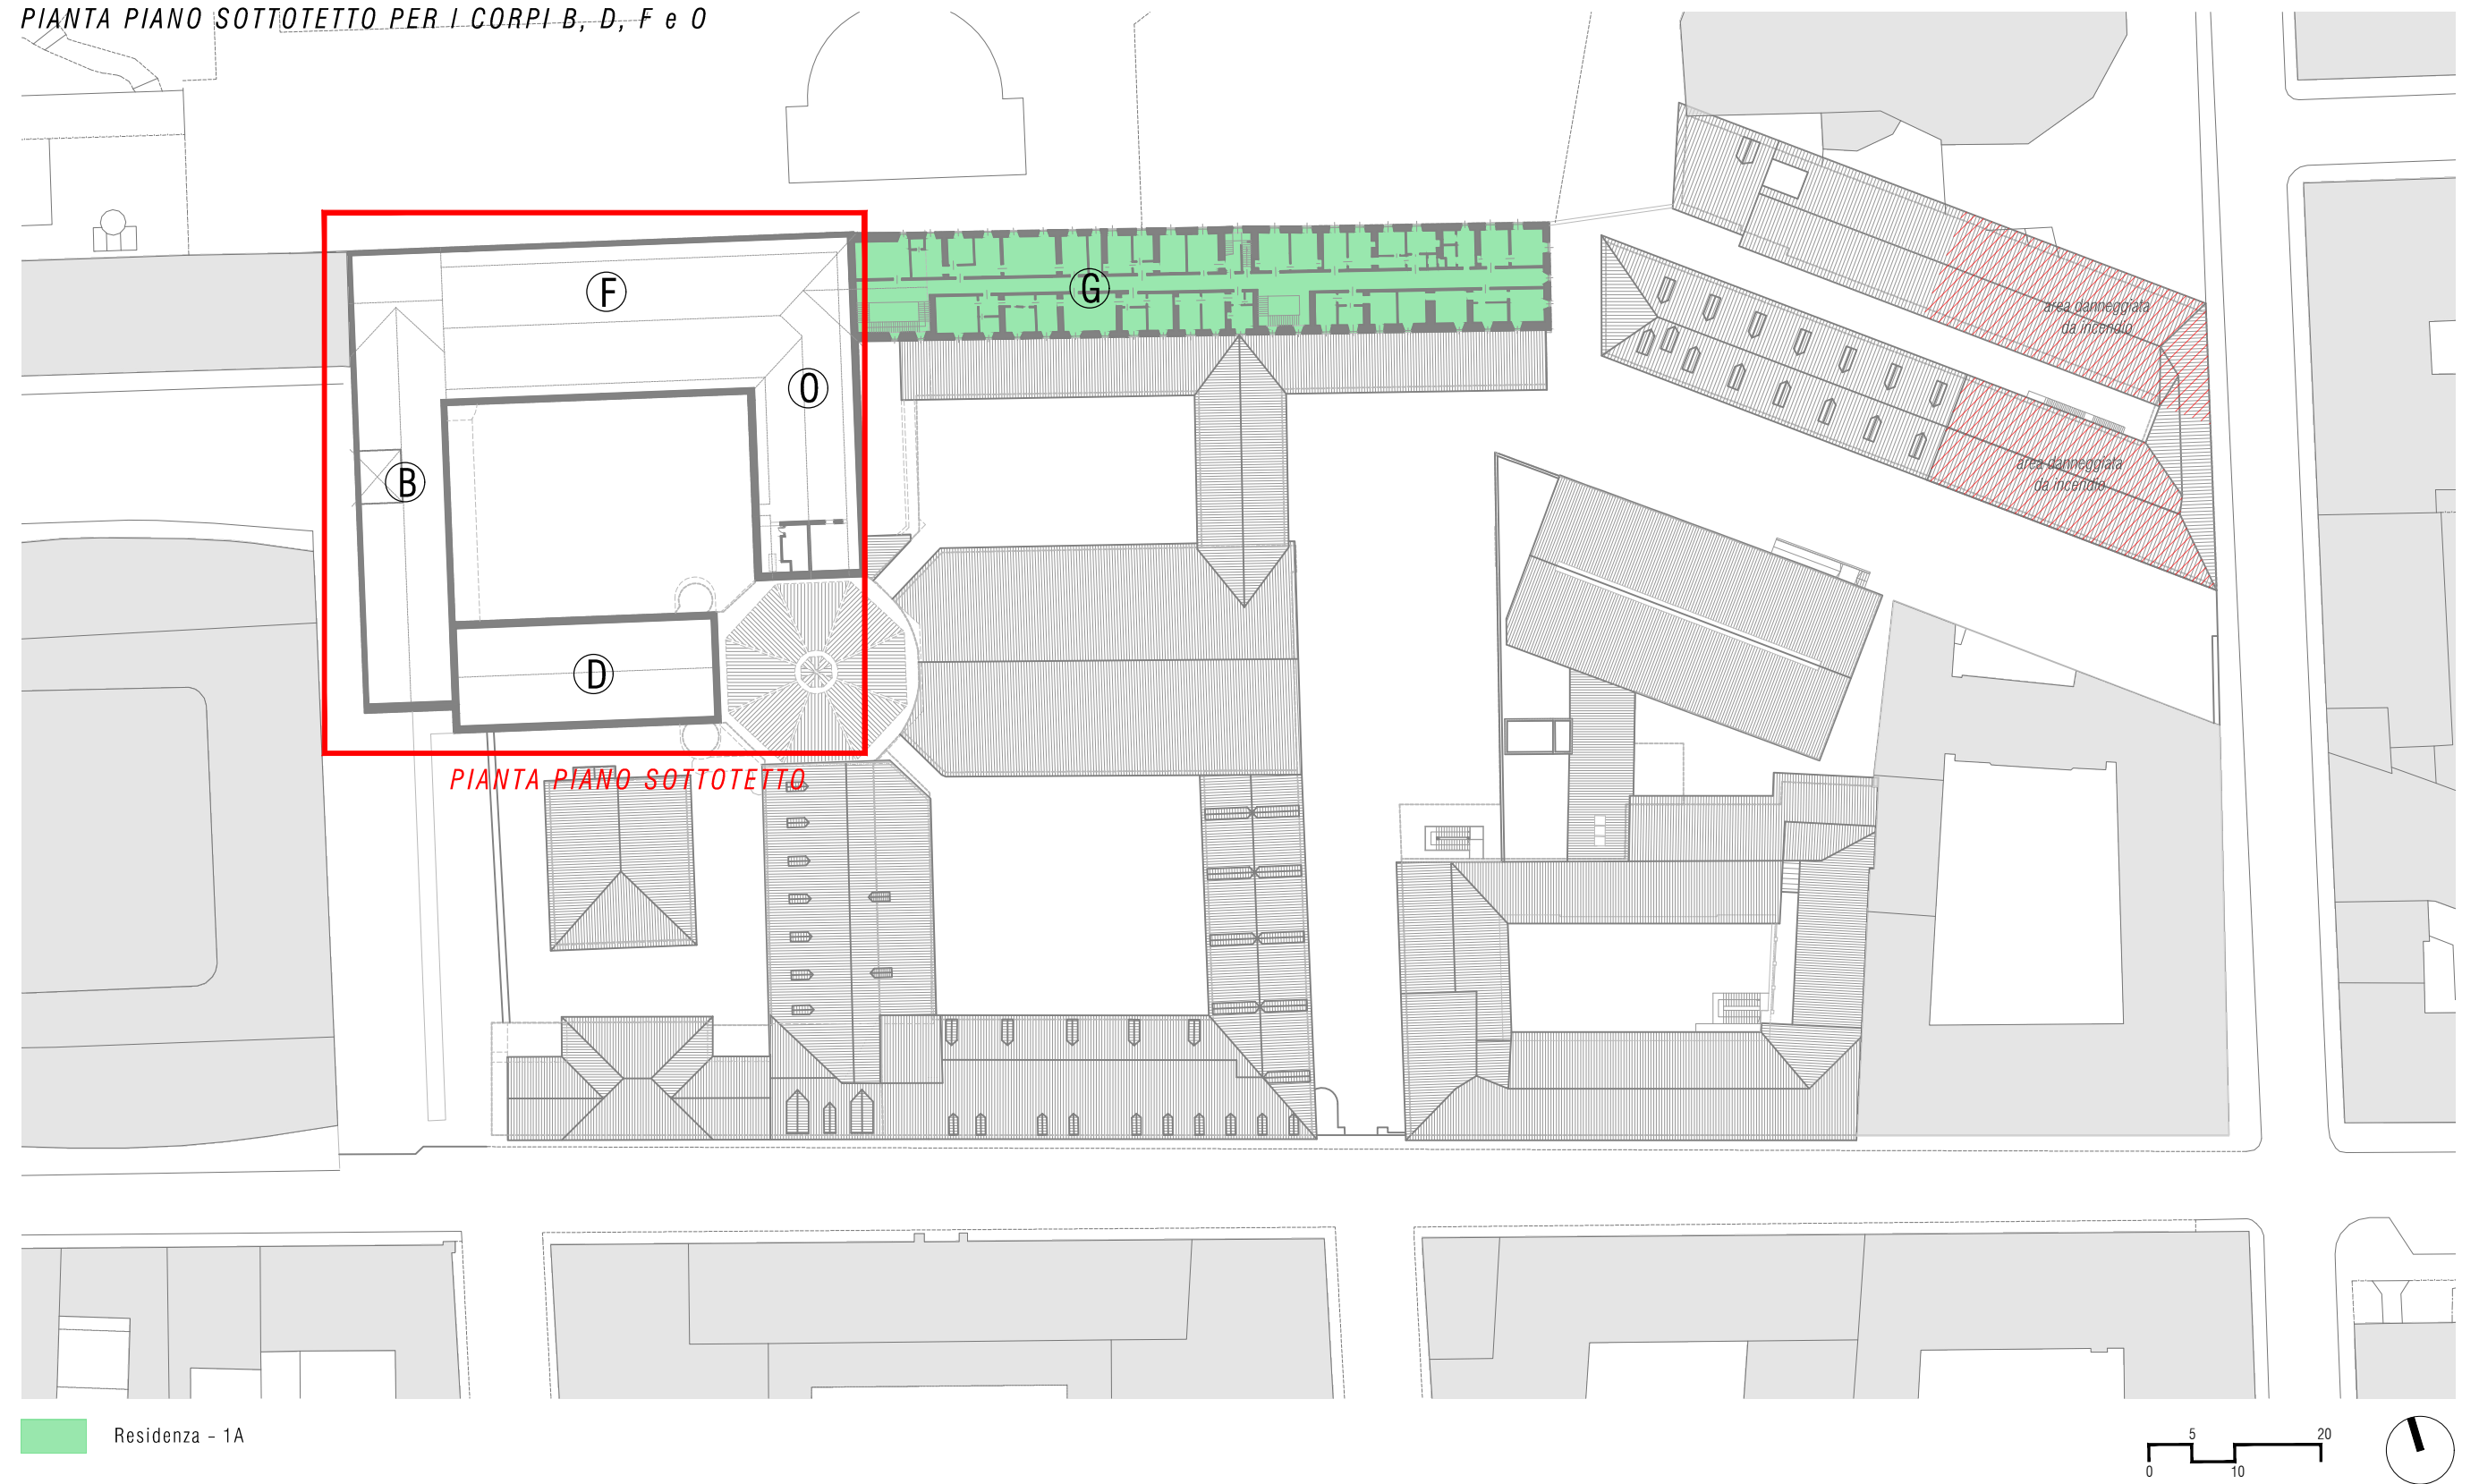 PIANTA PIANO SOTTOTETTO PER I CORPI B, D, F e O
F
G
area danneggiata
da incendio
O
B
area danneggiata
da incendio
D
PIANTA PIANO SOTTOTETTO
Residenza - 1A
5 20
0 10